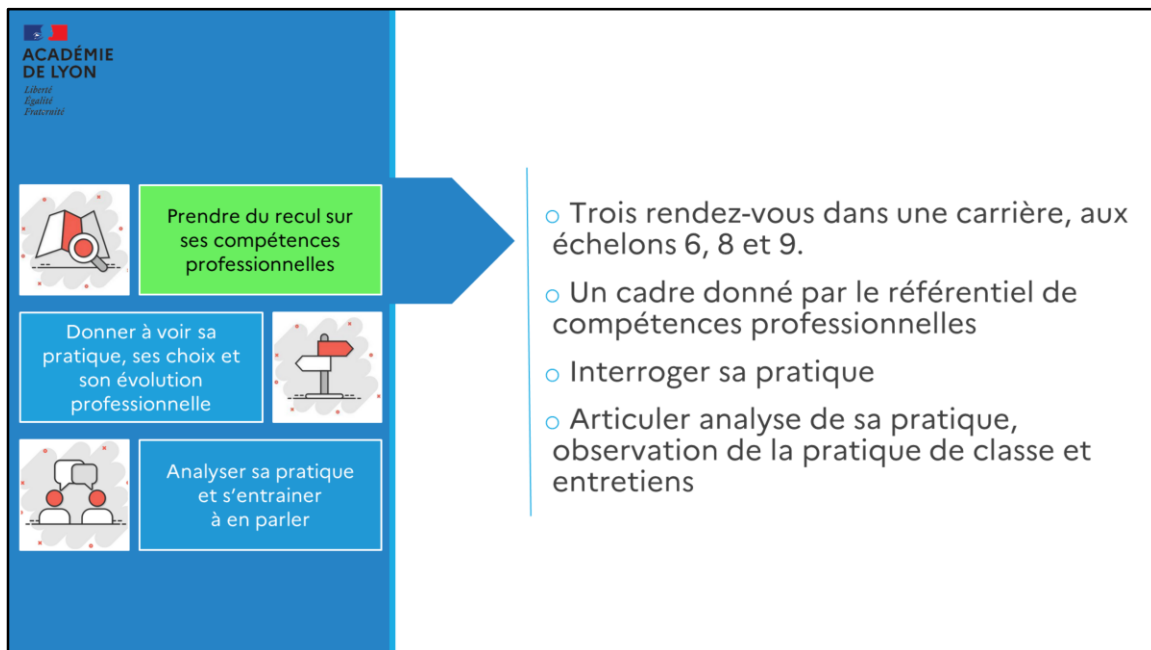 ACADÉMIE
DE LYON
Liberté
Égalité
Fraternité
Prendre du recul sur
ses compétences
professionnelles
Donner à voir sa
pratique, ses choix et
son évolution
professionnelle
Analyser sa pratique
et s'entrainer
à en parler
o Trois rendez-vous dans une carrière, aux
échelons 6, 8 et 9.
o Un cadre donné par le référentiel de
compétences professionnelles
o Interroger sa pratique
o Articuler analyse de sa pratique,
observation de la pratique de classe et
entretiens